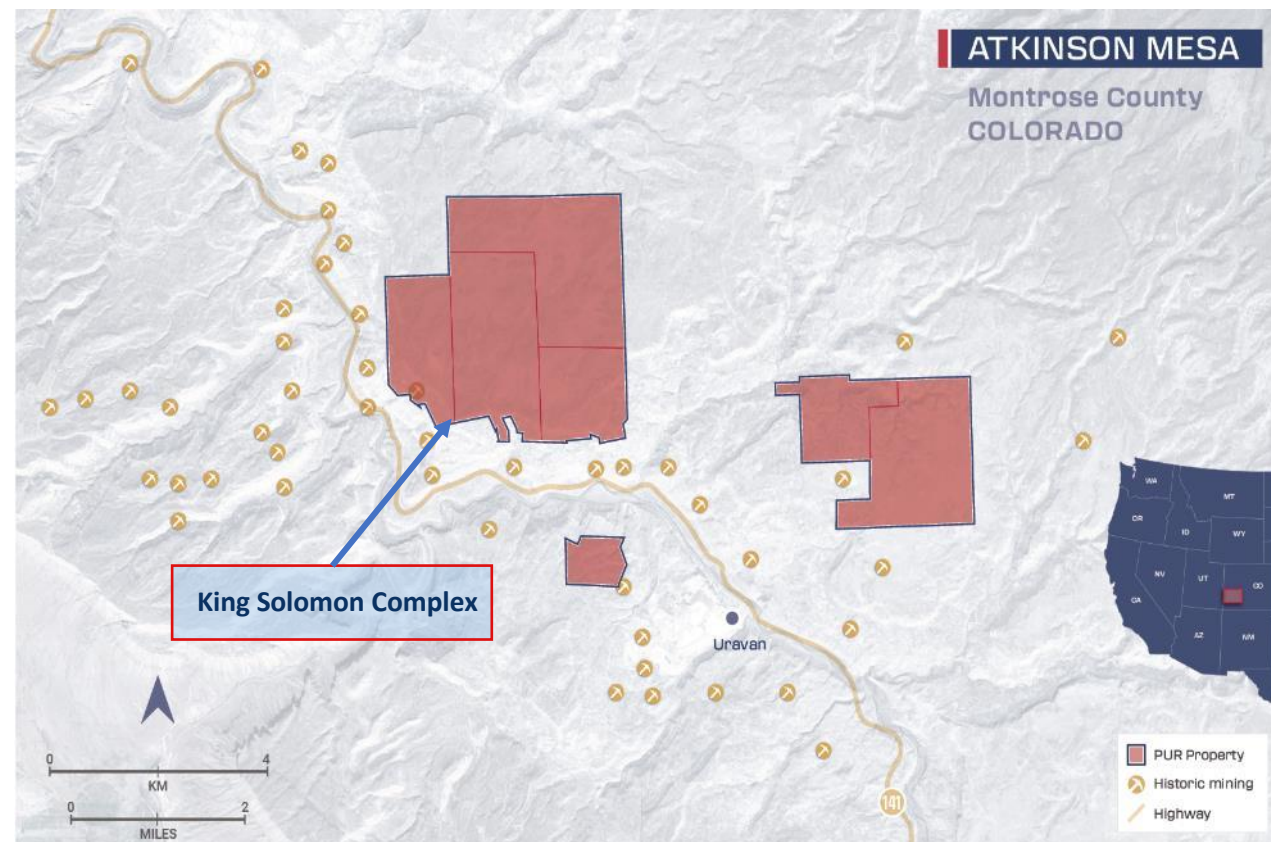 ATKINSON MESA
Montrose County
COLORADO
King Solomon Complex
Uravan
141
0 4
KM
0 2
MILES
WA
MT
OR
ID
WY
NV
UT
CO
CA
AZ
NM
PUR Property
Historic mining
Highway